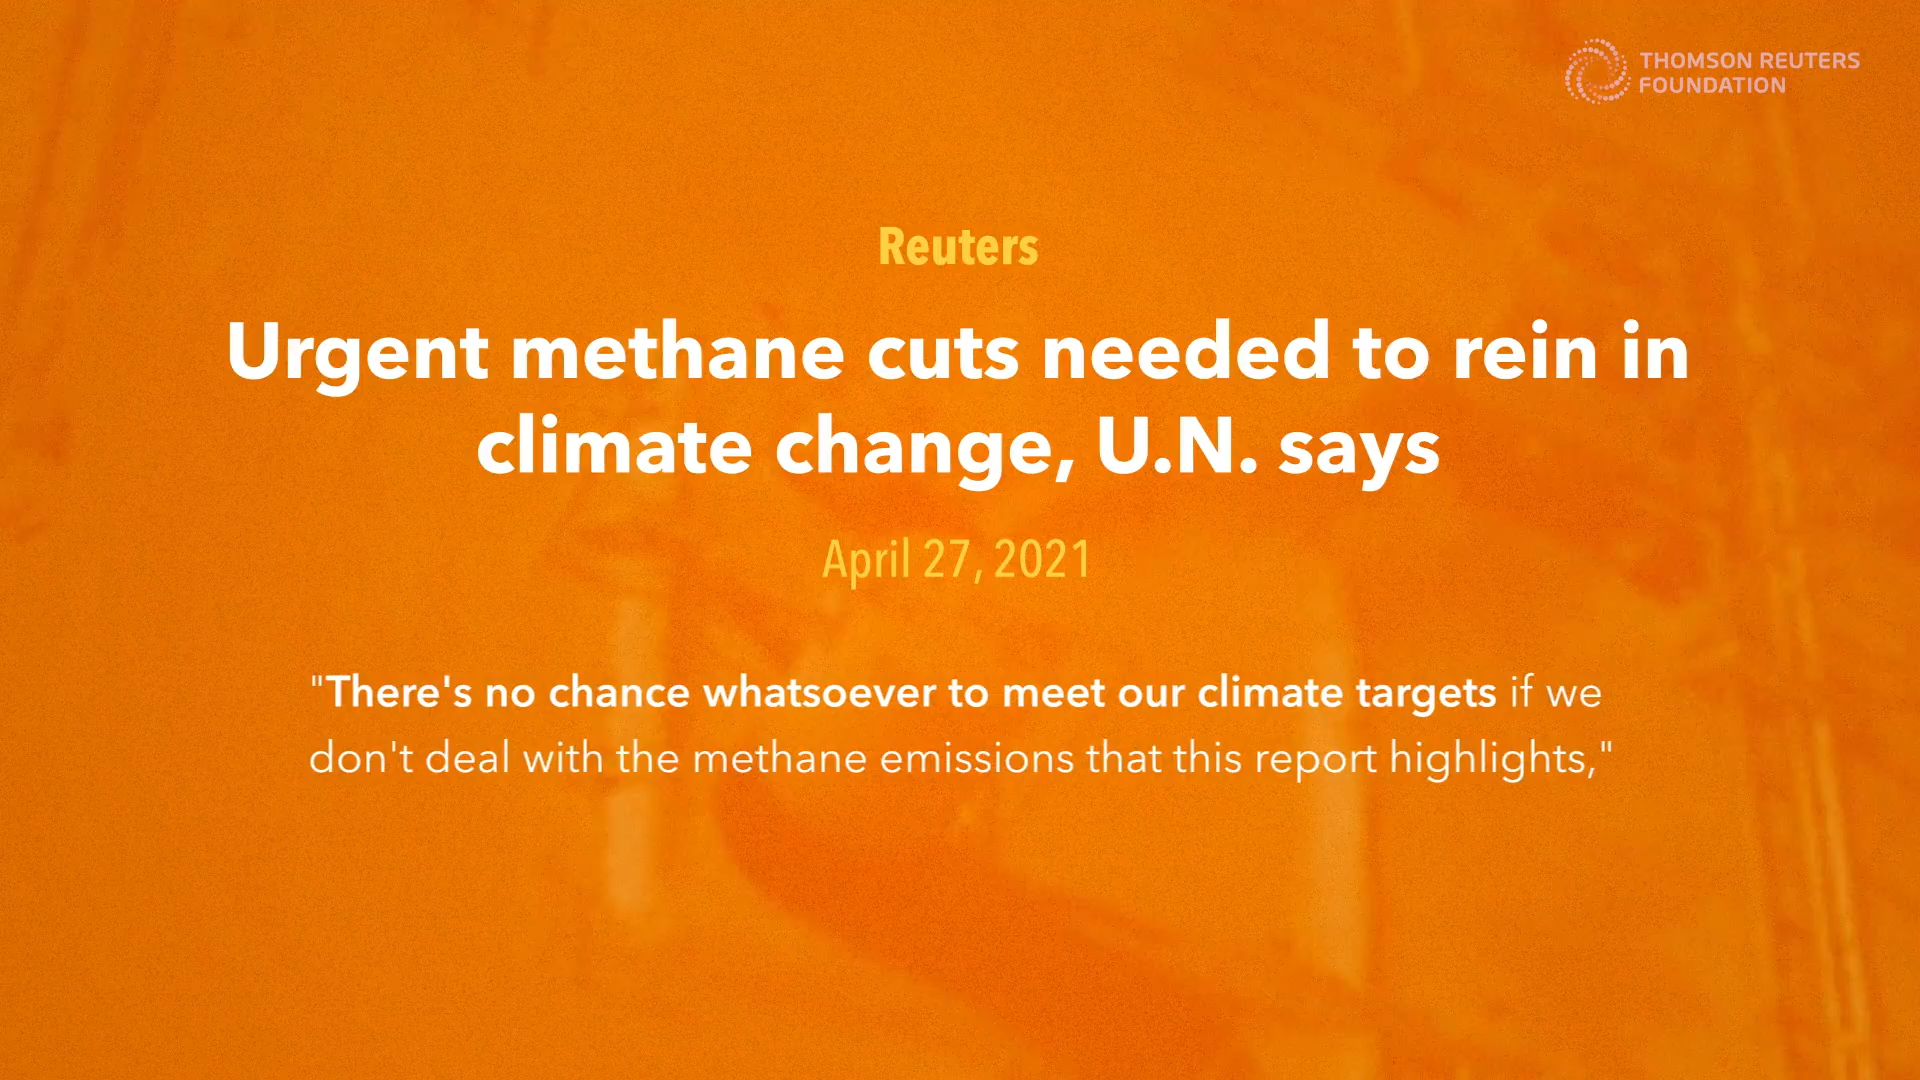 THOMSON REUTERS
FOUNDATION
Reuters
Urgent methane cuts needed to rein in
climate change, U.N. says
April 27, 2021
"There's no chance whatsoever to meet our climate targets if we
don't deal with the methane emissions that this report highlights,"